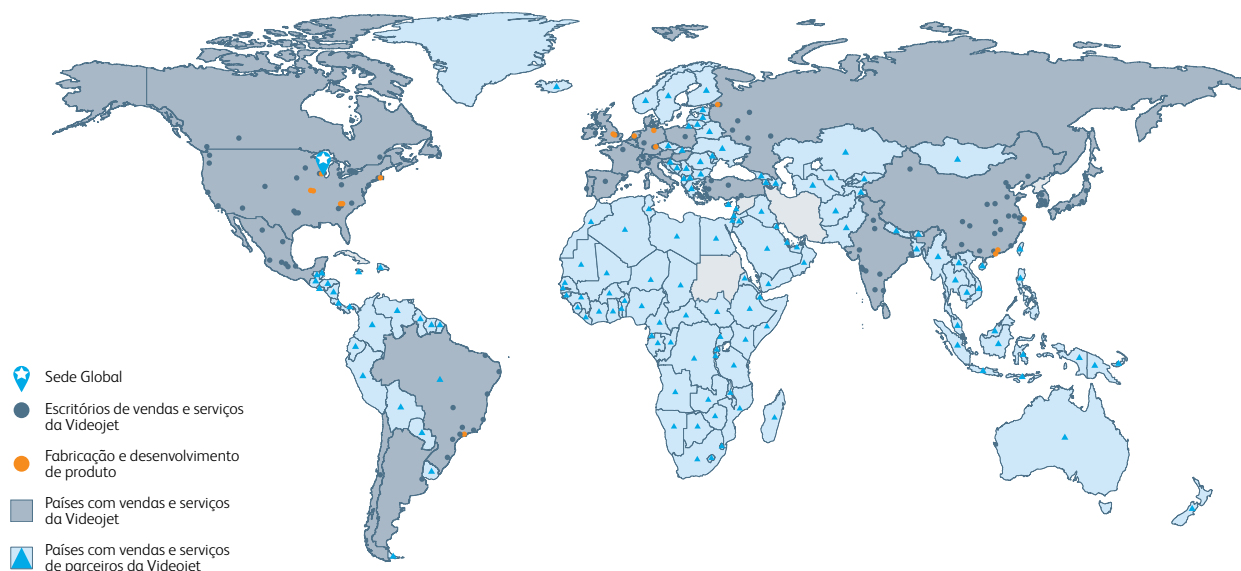 Sede Global
Escritórios de vendas e serviços
da Videojet
Fabricação e desenvolvimento
de produto
Países com vendas e serviços
da Videojet
Países com vendas e serviços
de parceiros da Videojet